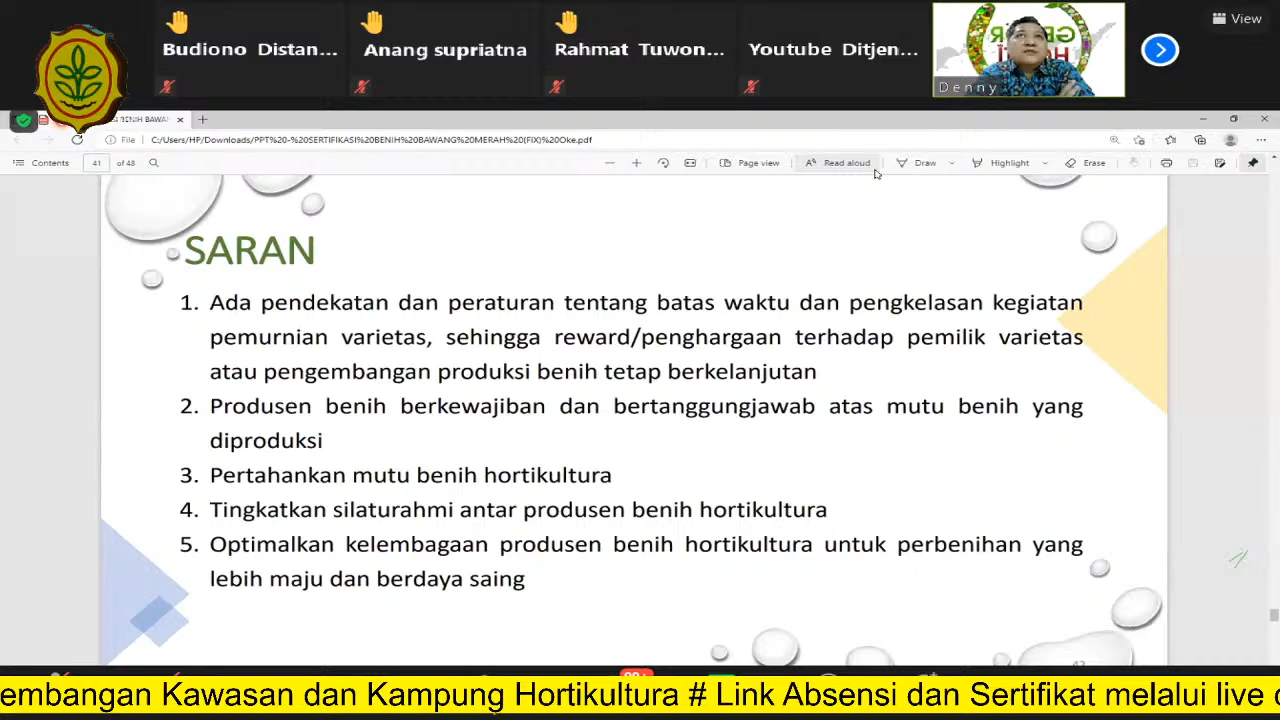 View
Budiono Distan...
Anang supriatna
Rahmat Tuwon...
Youtube Ditjen...
Denny
SI BENIH BAWAN
File C:/Users/HP/Downloads/PPT%20-%20SERTIFIKASI%20BENIH%20BAWANG%20MERAH%20(FIX)%20Oke.pdf
Contents 41 of 48 Page view Read aloud Draw Highlight Erase
SARAN
1. Ada pendekatan dan peraturan tentang batas waktu dan pengkelasan kegiatan
pemurnian varietas, sehingga reward/penghargaan terhadap pemilik varietas
atau pengembangan produksi benih tetap berkelanjutan
2. Produsen benih berkewajiban dan bertanggungjawab atas mutu benih yang
diproduksi
3. Pertahankan mutu benih hortikultura
4. Tingkatkan silaturahmi antar produsen benih hortikultura
5. Optimalkan kelembagaan produsen benih hortikultura untuk perbenihan yang
lebih maju dan berdaya saing
embangan Kawasan dan Kampung Hortikultura # Link Absensi dan Sertifikat melalui live